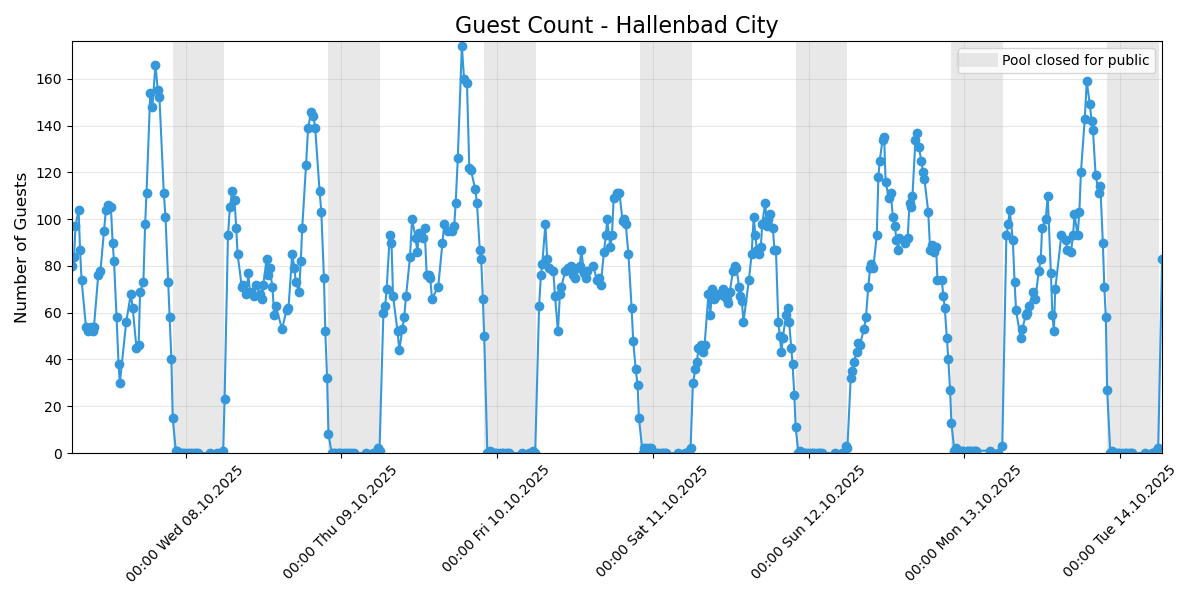 Guest Count - Hallenbad City
Pool closed for public
Number of Guests
160
140
120
100
80
60
40
20
0
00:00 Wed 08.10.2025
00:00 Thu 09.10.2025
00:00 Fri 10.10.2025
00:00 Sat 11.10.2025
00:00 Sun 12.10.2025
00:00 Mon 13.10.2025
00:00 Tue 14.10.2025